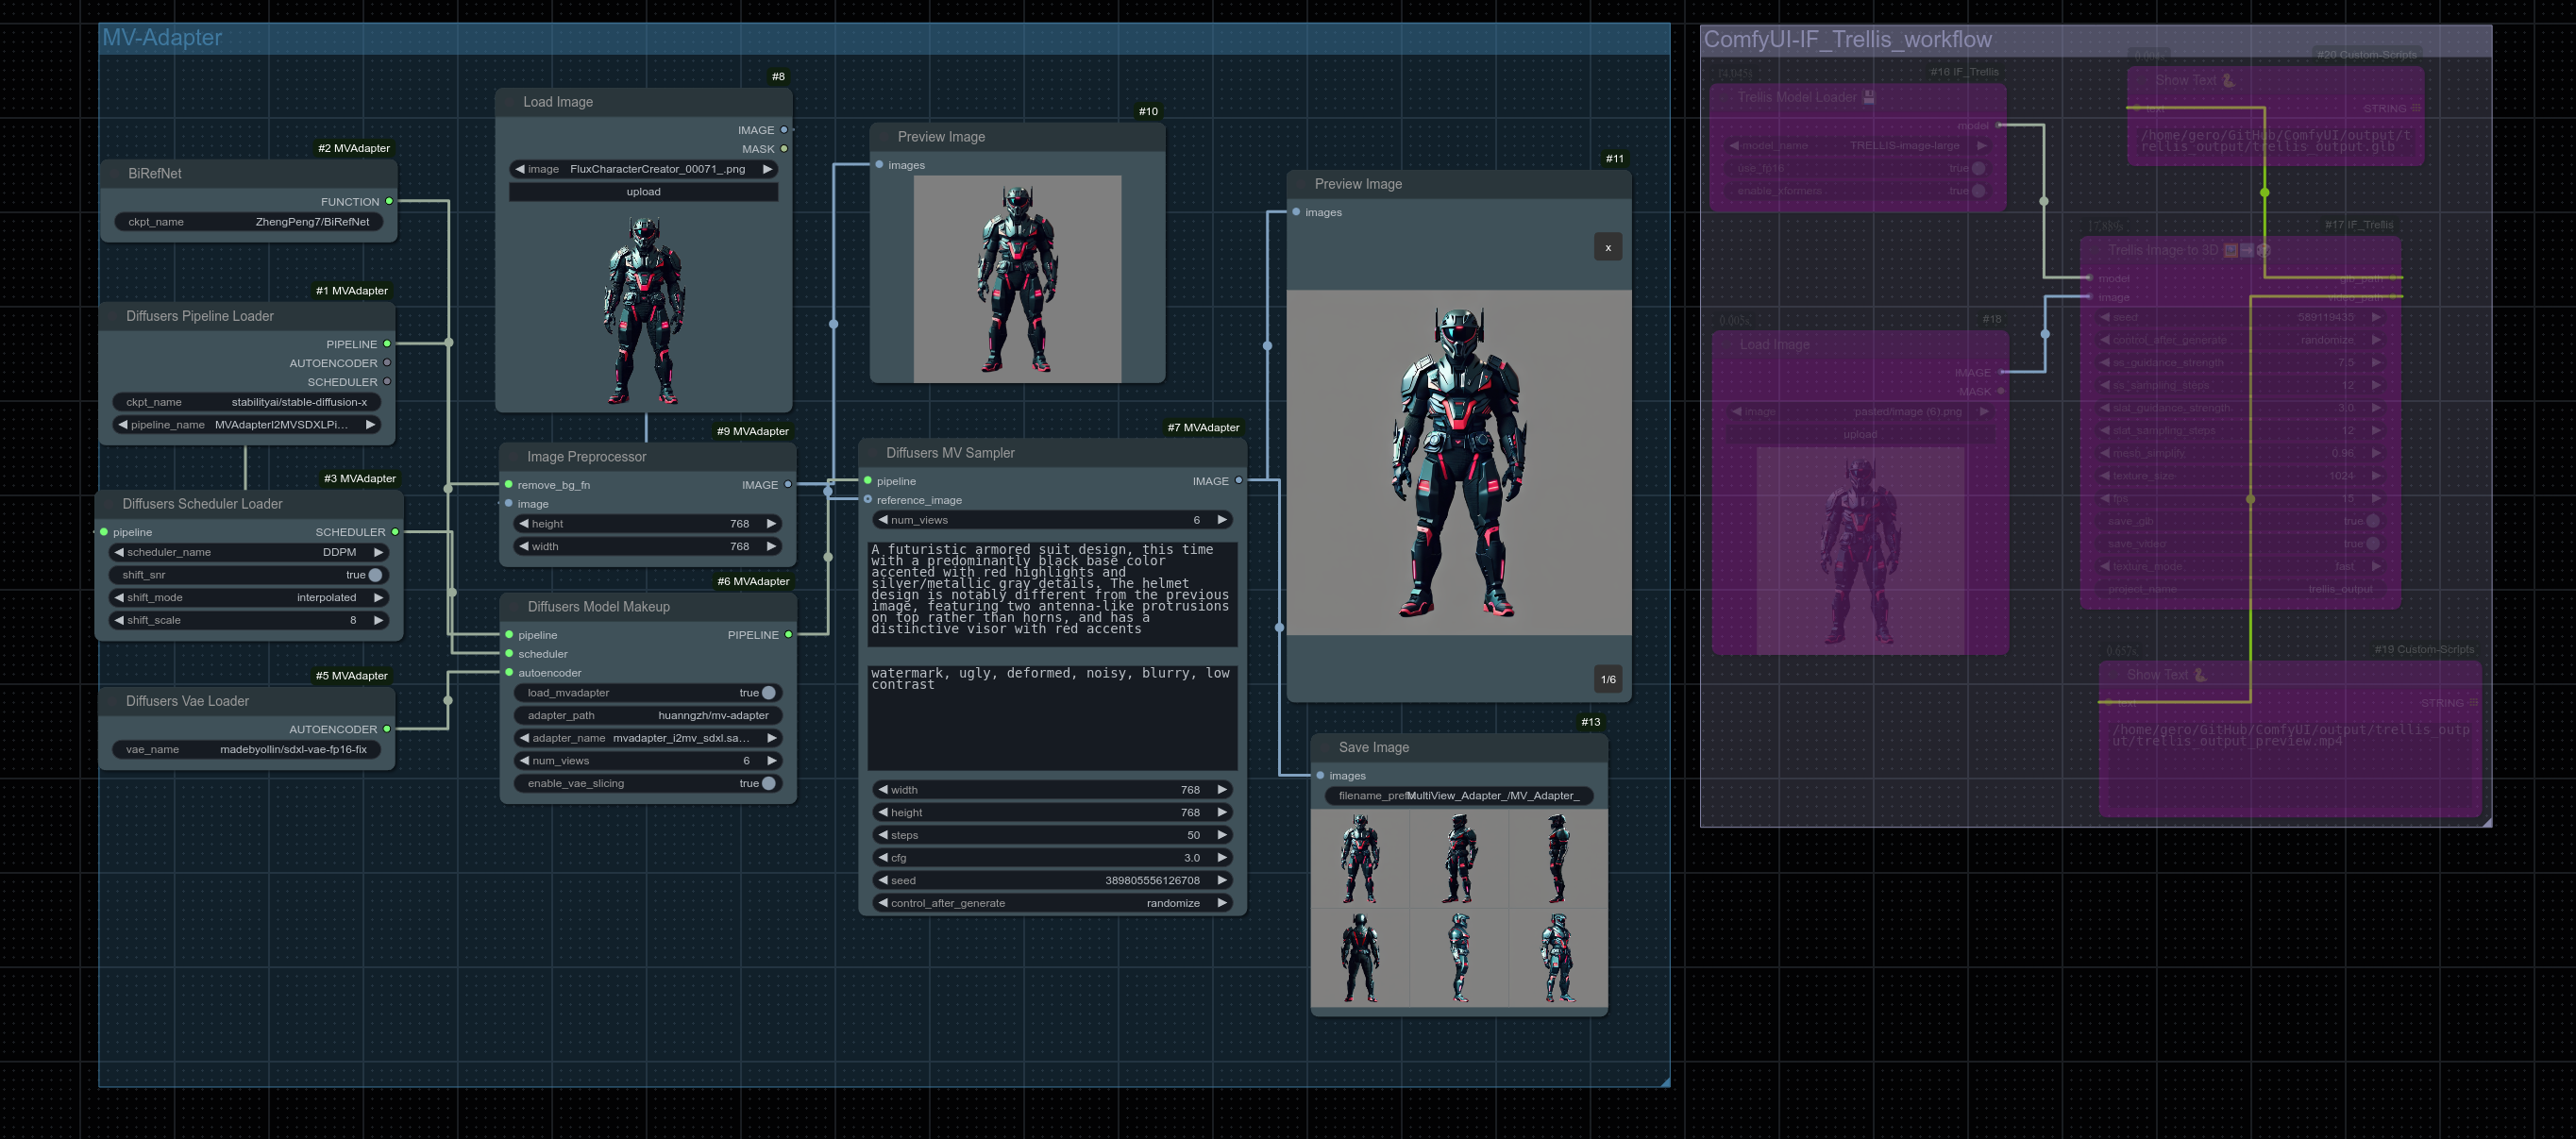 MV-Adapter
#2 MVAdapter
BiRefNet
FUNCTION
ckpt_name ZhengPeng7/BiRefNet
#1 MVAdapter
Diffusers Pipeline Loader
PIPELINE
AUTOENCODER
SCHEDULER
ckpt_name stabilityai/stable-diffusion-x
pipeline_name MVAdapterI2MVSDXLPi…
#3 MVAdapter
Diffusers Scheduler Loader
pipeline SCHEDULER
scheduler_name DDPM
shift_snr true
shift_mode interpolated
shift_scale 8
#5 MVAdapter
Diffusers Vae Loader
AUTOENCODER
vae_name madebyollin/sdxl-vae-fp16-fix
#8
Load Image
IMAGE
MASK
image FluxCharacterCreator_00071_.png
upload
#9 MVAdapter
Image Preprocessor
remove_bg_fn IMAGE
image
height 768
width 768
#6 MVAdapter
Diffusers Model Makeup
pipeline PIPELINE
scheduler
autoencoder
load_mvadapter true
adapter_path huanngzh/mv-adapter
adapter_name mvadapter_i2mv_sdxl.sa…
num_views 6
enable_vae_slicing true
#10
Preview Image
images
#7 MVAdapter
Diffusers MV Sampler
pipeline IMAGE
reference_image
num_views 6
A futuristic armored suit design, this time
with a predominantly black base color
accented with red highlights and
silver/metallic gray details. The helmet
design is notably different from the previous
image, featuring two antenna-like protrusions
on top rather than horns, and has a
distinctive visor with red accents
watermark, ugly, deformed, noisy, blurry, low
contrast
width 768
height 768
steps 50
cfg 3.0
seed 389805556126708
control_after_generate randomize
#11
Preview Image
images
x
1/6
#13
Save Image
images
filename_pref MultiView_Adapter_/MV_Adapter_
ComfyUI-IF_Trellis_workflow
#16 IF_Trellis
Trellis Model Loader 💾
model
model_name TRELLIS-image-large
use_fp16 true
enable_xformers true
#18
Load Image
IMAGE
MASK
image pasted/image (6).png
upload
#20 Custom-Scripts
Show Text 🐍
text STRING
/home/gero/GitHub/ComfyUI/output/t
rellis_output/trellis_output.glb
17.88%
#17 IF_Trellis
Trellis Image to 3D
model glb_path
image video_path
seed 589119435
control_after_generate randomize
ss_guidance_strength 7.5
ss_sampling_steps 12
slat_guidance_strength 3.0
slat_sampling_steps 12
mesh_simplify 0.96
texture_size 1024
fps 15
save_glb true
save_video true
texture_mode fast
project_name trellis_output
#19 Custom-Scripts
Show Text 🐍
text STRING
/home/gero/GitHub/ComfyUI/output/trellis_outp
ut/trellis_output_preview.mp4